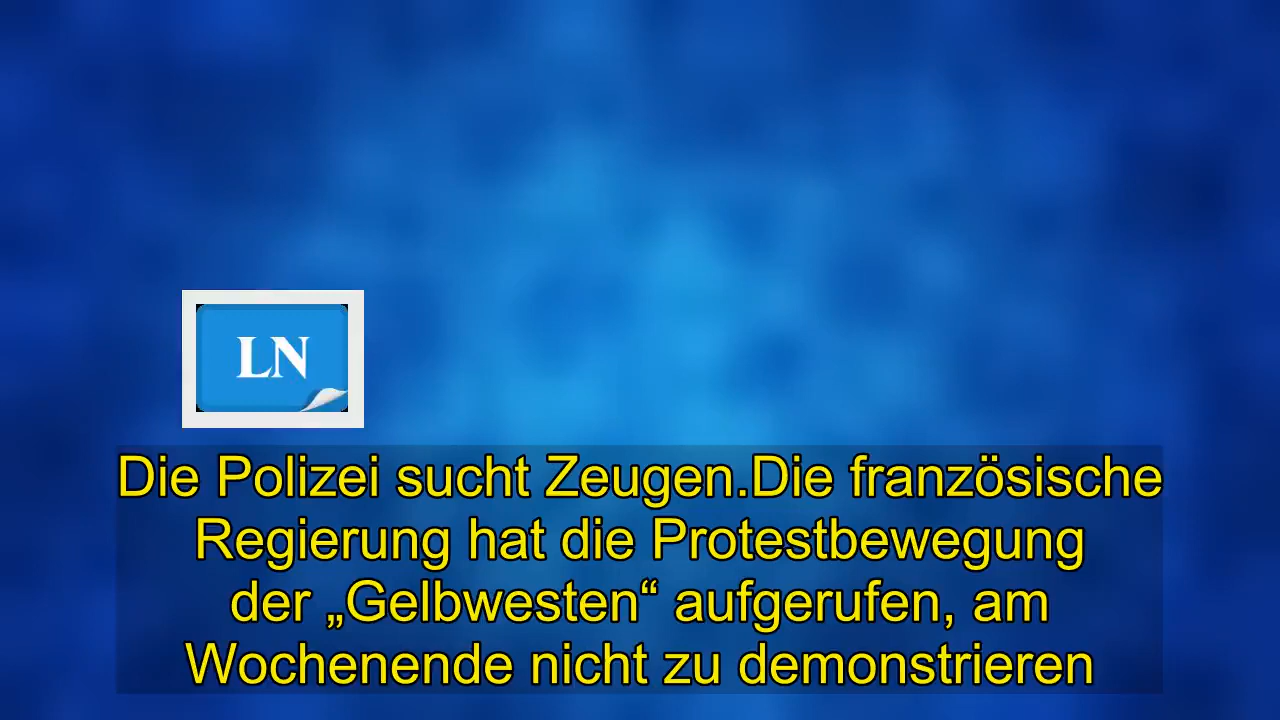 LN
Die Polizei sucht Zeugen.Die französische
Regierung hat die Protestbewegung
der „Gelbwesten“ aufgerufen, am
Wochenende nicht zu demonstrieren